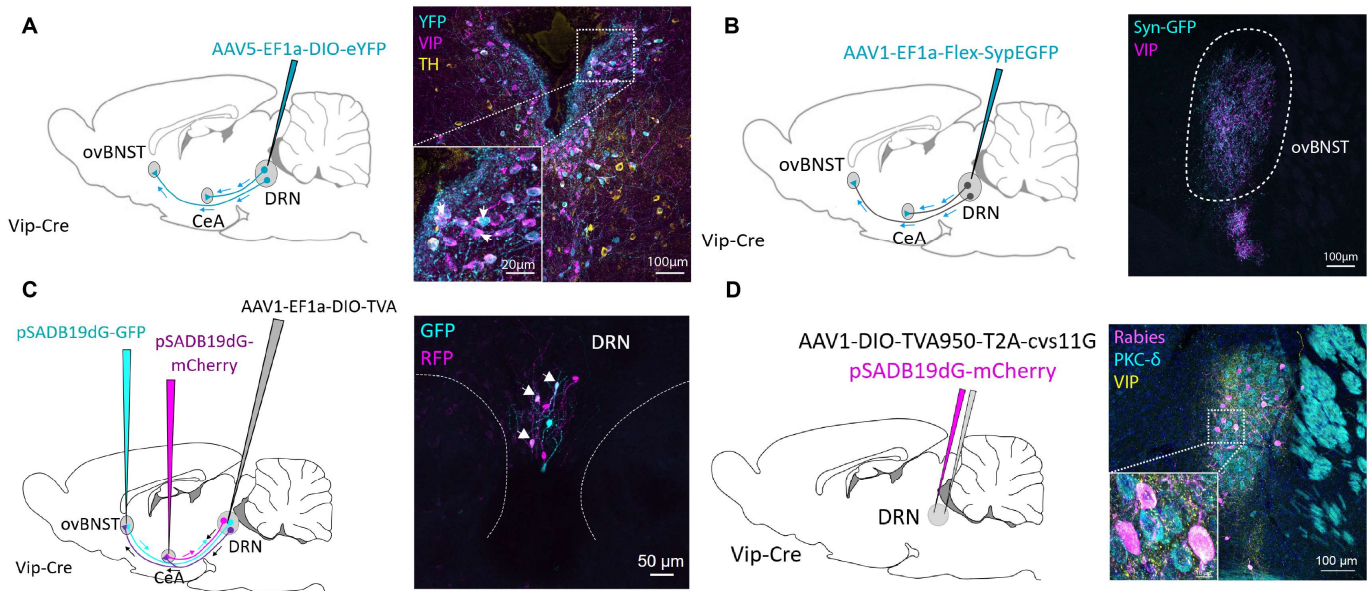 A
AAV5-EF1a-DIO-eYFP
ovBNST
CeA
DRN
Vip-Cre
YFP
VIP
TH
20µm
100µm
B
AAV1-EF1a-Flex-SypEGFP
ovBNST
CeA
DRN
Vip-Cre
Syn-GFP
VIP
ovBNST
100µm
C
AAV1-EF1a-DIO-TVA
pSADB19dG-GFP
pSADB19dG-
mCherry
ovBNST
CeA
DRN
Vip-Cre
GFP
RFP
DRN
50 µm
D
AAV1-DIO-TVA950-T2A-cvs11G
pSADB19dG-mCherry
DRN
Vip-Cre
Rabies
PKC-δ
VIP
100 µm